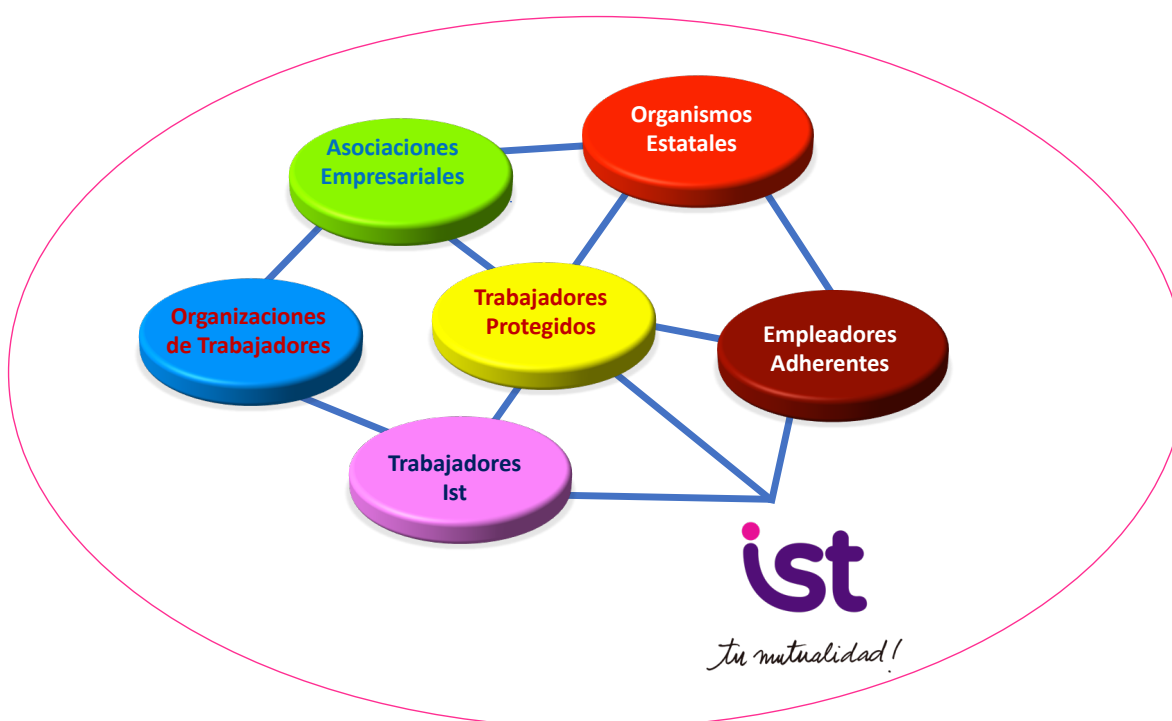 Organismos
Estatales
Asociaciones
Empresariales
Trabajadores
Protegidos
Organizaciones
de Trabajadores
Empleadores
Adherentes
Trabajadores
Ist
ist
tu mutualidad!